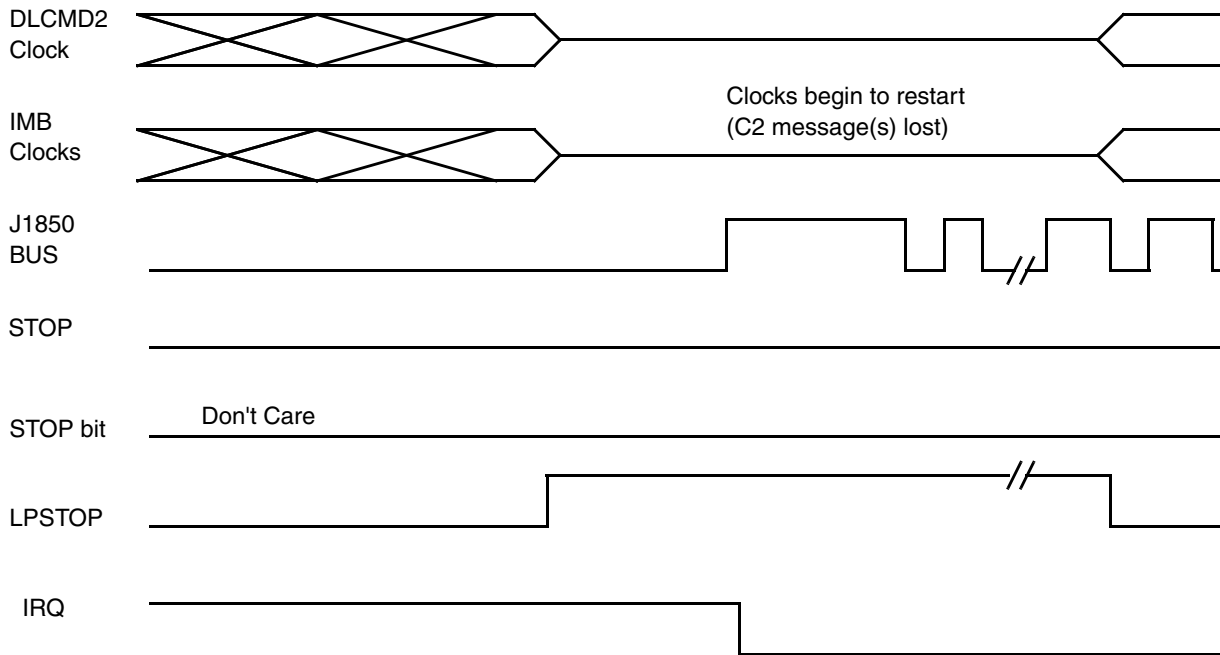 DLCMD2
Clock
IMB
Clocks
Clocks begin to restart
(C2 message(s) lost)
J1850
BUS
STOP
STOP bit
Don't Care
LPSTOP
IRQ